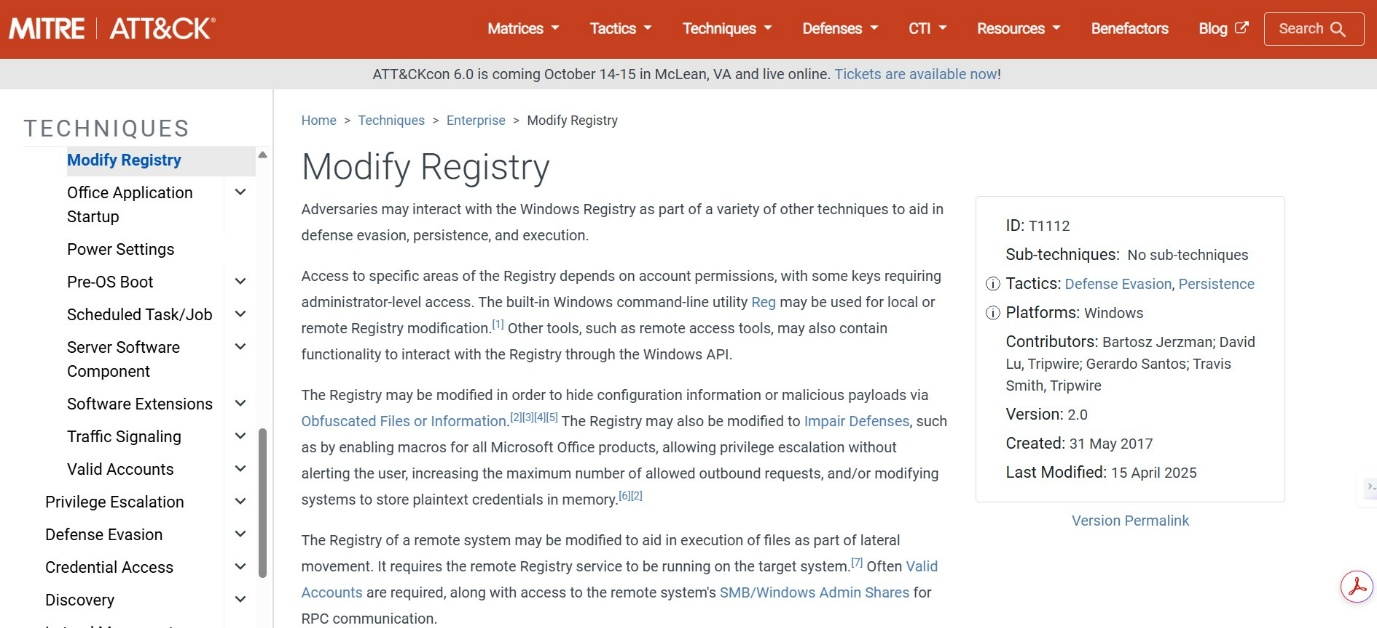 MITRE | ATT&CK®
Matrices Tactics Techniques Defenses CTI Resources Benefactors Blog Search
ATT&CKcon 6.0 is coming October 14-15 in McLean, VA and live online. Tickets are available now!
TECHNIQUES
Modify Registry
Office Application
Startup
Power Settings
Pre-OS Boot
Scheduled Task/Job
Server Software
Component
Software Extensions
Traffic Signaling
Valid Accounts
Privilege Escalation
Defense Evasion
Credential Access
Discovery
Home > Techniques > Enterprise > Modify Registry
Modify Registry
Adversaries may interact with the Windows Registry as part of a variety of other techniques to aid in
defense evasion, persistence, and execution.
Access to specific areas of the Registry depends on account permissions, with some keys requiring
administrator-level access. The built-in Windows command-line utility Reg may be used for local or
remote Registry modification.[1] Other tools, such as remote access tools, may also contain
functionality to interact with the Registry through the Windows API.
The Registry may be modified in order to hide configuration information or malicious payloads via
Obfuscated Files or Information.[2][3][4][5] The Registry may also be modified to Impair Defenses, such
as by enabling macros for all Microsoft Office products, allowing privilege escalation without
alerting the user, increasing the maximum number of allowed outbound requests, and/or modifying
systems to store plaintext credentials in memory.[6][2]
The Registry of a remote system may be modified to aid in execution of files as part of lateral
movement. It requires the remote Registry service to be running on the target system.[7] Often Valid
Accounts are required, along with access to the remote system's SMB/Windows Admin Shares for
RPC communication.
ID: T1112
Sub-techniques: No sub-techniques
Tactics: Defense Evasion, Persistence
Platforms: Windows
Contributors: Bartosz Jerzman; David
Lu, Tripwire; Gerardo Santos; Travis
Smith, Tripwire
Version: 2.0
Created: 31 May 2017
Last Modified: 15 April 2025
Version Permalink